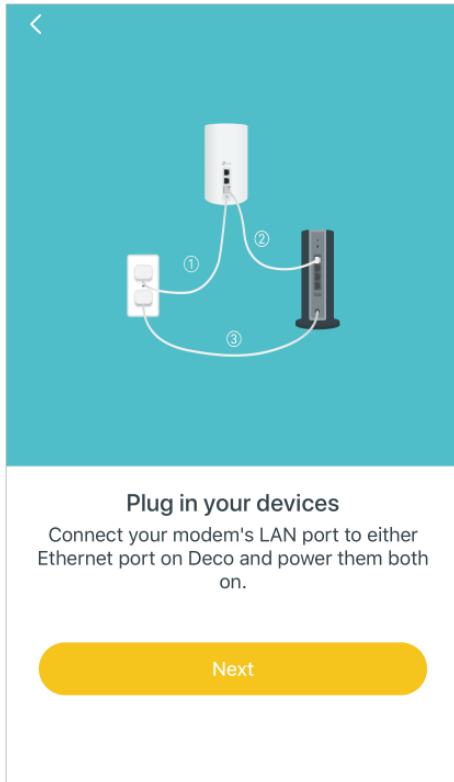 ①
②
③
Plug in your devices
Connect your modem's LAN port to either
Ethernet port on Deco and power them both
on.
Next